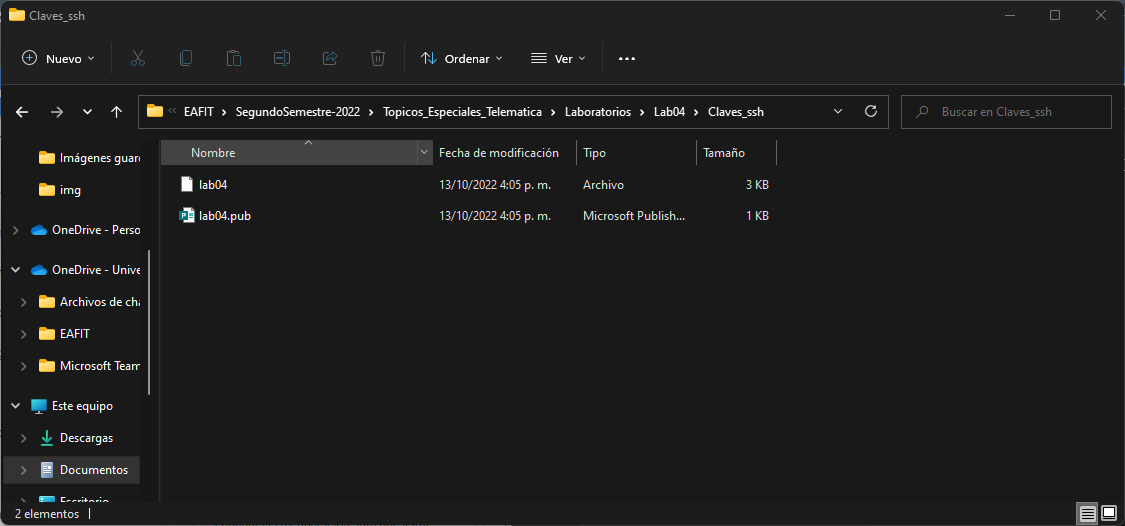 Claves_ssh
Nuevo
Ordenar
Ver
EAFIT > SegundoSemestre-2022 > Topicos_Especiales_Telematica > Laboratorios > Lab04 > Claves_ssh
Buscar en Claves_ssh
Nombre Fecha de modificación Tipo Tamaño
lab04 13/10/2022 4:05 p. m. Archivo 3 KB
lab04.pub 13/10/2022 4:05 p. m. Microsoft Publish... 1 KB
Imágenes guar
img
OneDrive - Perso
OneDrive - Unive
Archivos de cha
EAFIT
Microsoft Team
Este equipo
Descargas
Documentos
Escritorio
2 elementos